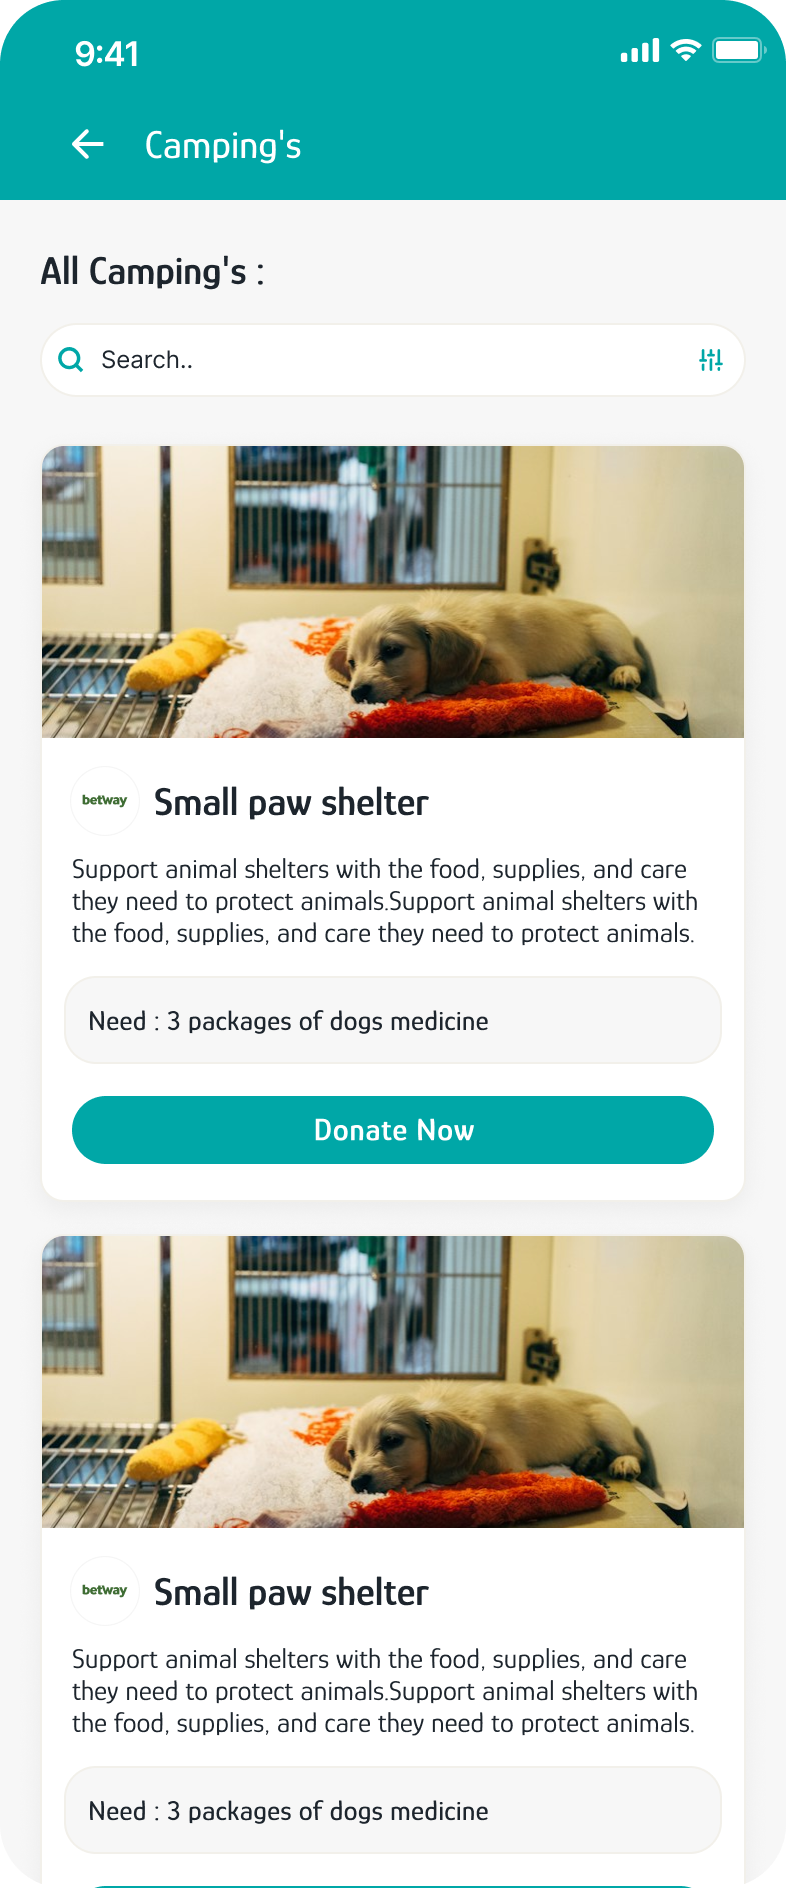 9:41
Camping's
All Camping's :
Search..
betway
Small paw shelter
Support animal shelters with the food, supplies, and care
they need to protect animals.Support animal shelters with
the food, supplies, and care they need to protect animals.
Need : 3 packages of dogs medicine
Donate Now
betway
Small paw shelter
Support animal shelters with the food, supplies, and care
they need to protect animals.Support animal shelters with
the food, supplies, and care they need to protect animals.
Need : 3 packages of dogs medicine